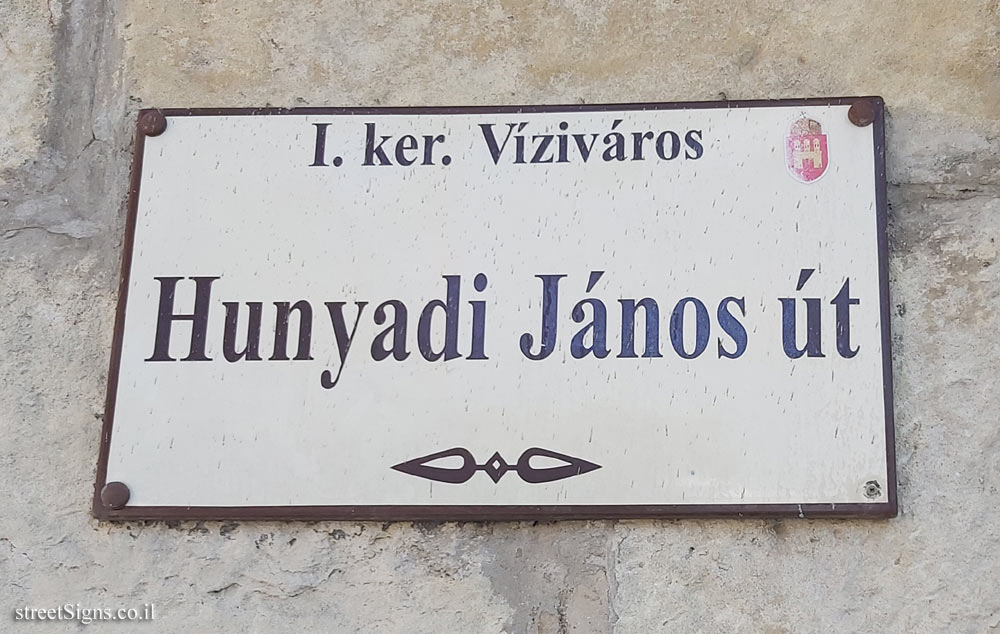 I. ker. Víziváros
Hunyadi János út
streetSigns.co.il